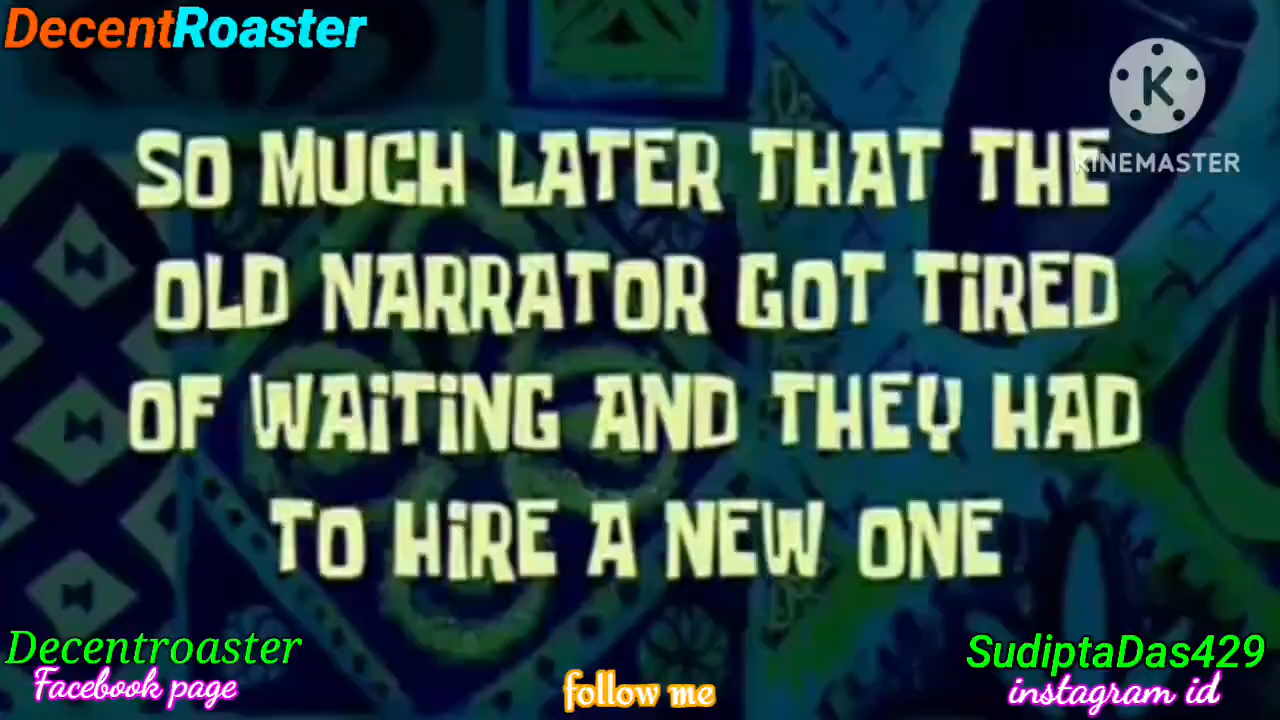 DecentRoaster
K
KINEMASTER
SO MUCH LATER THAT THE
OLD NARRATOR GOT TiRED
OF WAiTiNG AND THEY HAD
TO HiRE A NEW ONE
Decentroaster
Facebook page
follow me
SudiptaDas429
instagram id